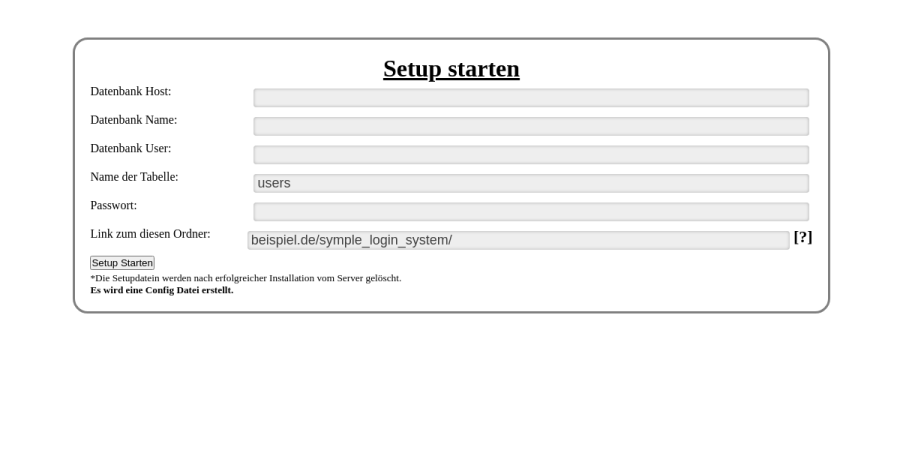 Setup starten
Datenbank Host:
Datenbank Name:
Datenbank User:
Name der Tabelle: users
Passwort:
Link zum diesen Ordner: beispiel.de/symple_login_system/ [?]
Setup Starten
*Die Setupdatein werden nach erfolgreicher Installation vom Server gelöscht.
Es wird eine Config Datei erstellt.